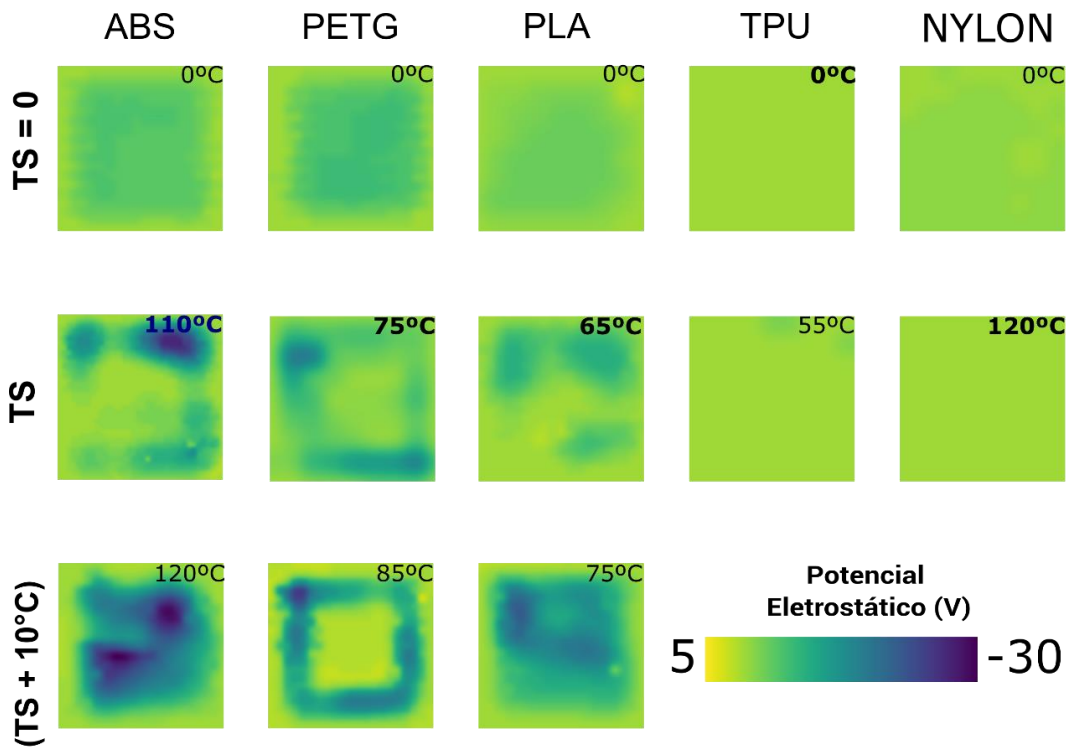 ABS PETG PLA TPU NYLON
TS = 0
0ºC 0ºC 0ºC 0ºC 0ºC
TS
110ºC 75ºC 65ºC 55ºC 120ºC
(TS + 10°C)
120ºC 85ºC 75ºC
Potencial
Eletrostático (V)
5 -30